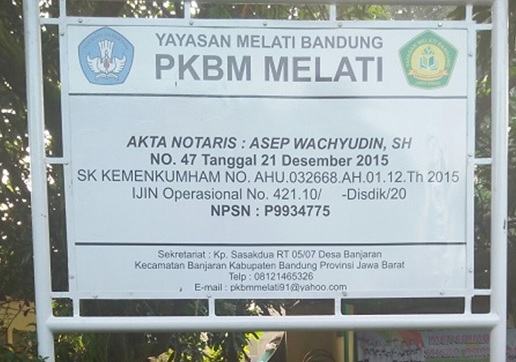 YAYASAN MELATI BANDUNG
PKBM MELATI
AKTA NOTARIS : ASEP WACHYUDIN, SH
NO. 47 Tanggal 21 Desember 2015
SK KEMENKUMHAM NO. AHU.032668.AH.01.12.Th 2015
IJIN Operasional No. 421.10/ -Disdik/20
NPSN : P9934775
Sekretariat : Kp. Sasakdua RT 05/07 Desa Banjaran
Kecamatan Banjaran Kabupaten Bandung Provinsi Jawa Barat
Telp : 08121465326
E-mail : pkbmmelati91@yahoo.com